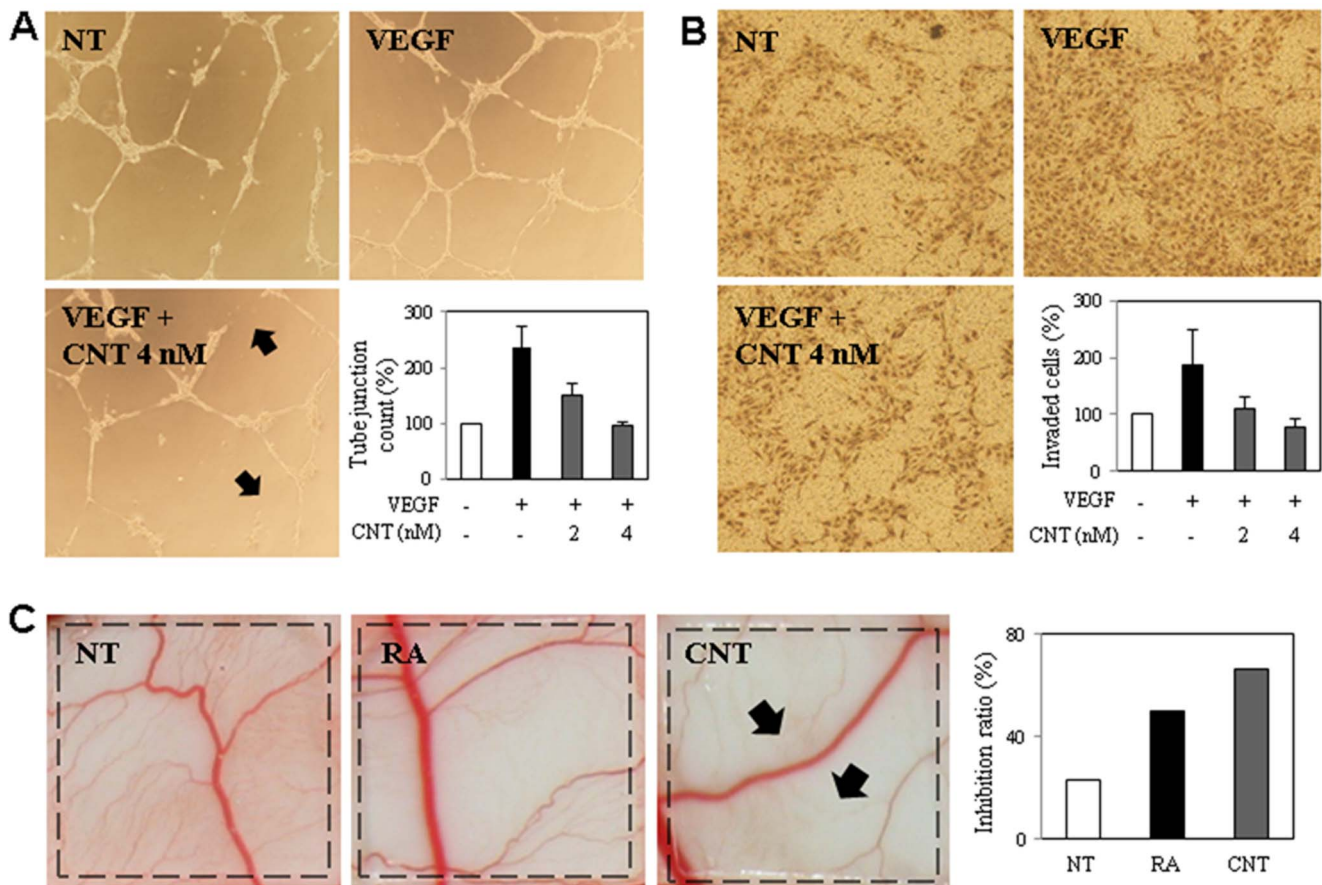 A
NT
VEGF
VEGF +
CNT 4 nM
Tube junction
count (%)
300
200
100
0
VEGF - + + +
CNT (nM) - - 2 4
B
NT
VEGF
VEGF +
CNT 4 nM
Invaded cells (%)
300
200
100
0
VEGF - + + +
CNT (nM) - - 2 4
C
NT
RA
CNT
Inhibition ratio (%)
80
40
0
NT RA CNT